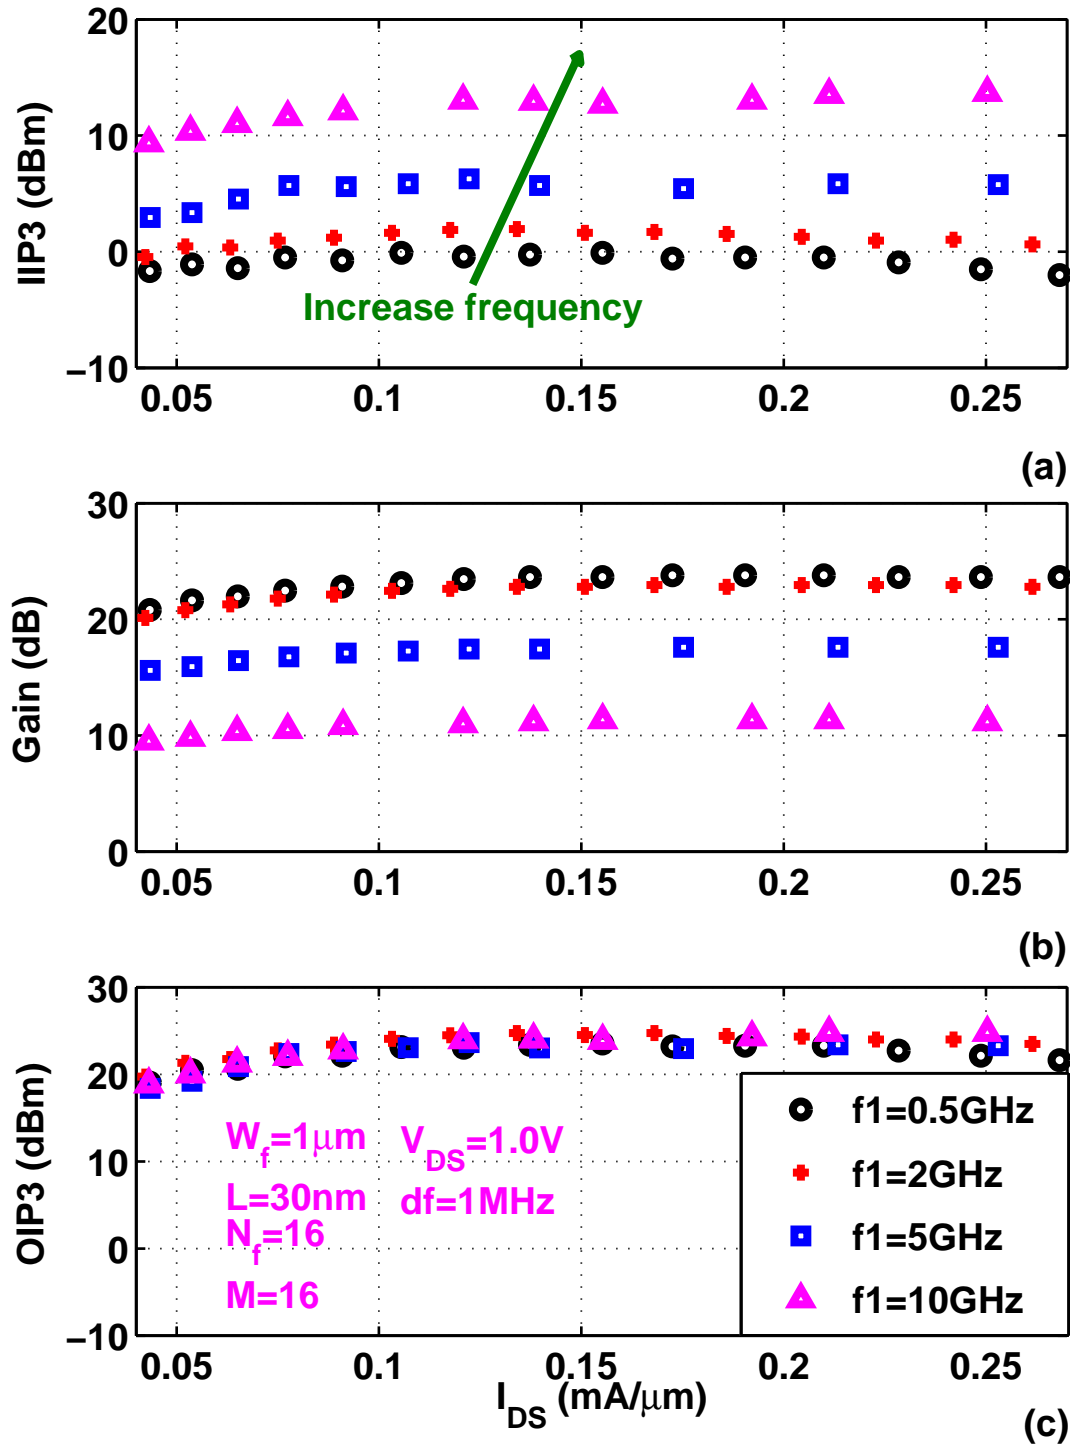 20
10
0
−10
IIP3 (dBm)
Increase frequency
0.05 0.1 0.15 0.2 0.25
(a)
30
20
10
0
Gain (dB)
0.05 0.1 0.15 0.2 0.25
(b)
30
20
10
0
−10
OIP3 (dBm)
W_f=1μm V_DS=1.0V
L=30nm df=1MHz
N_f=16
M=16
f1=0.5GHz
f1=2GHz
f1=5GHz
f1=10GHz
0.05 0.1 0.15 0.2 0.25
I_DS (mA/μm)
(c)